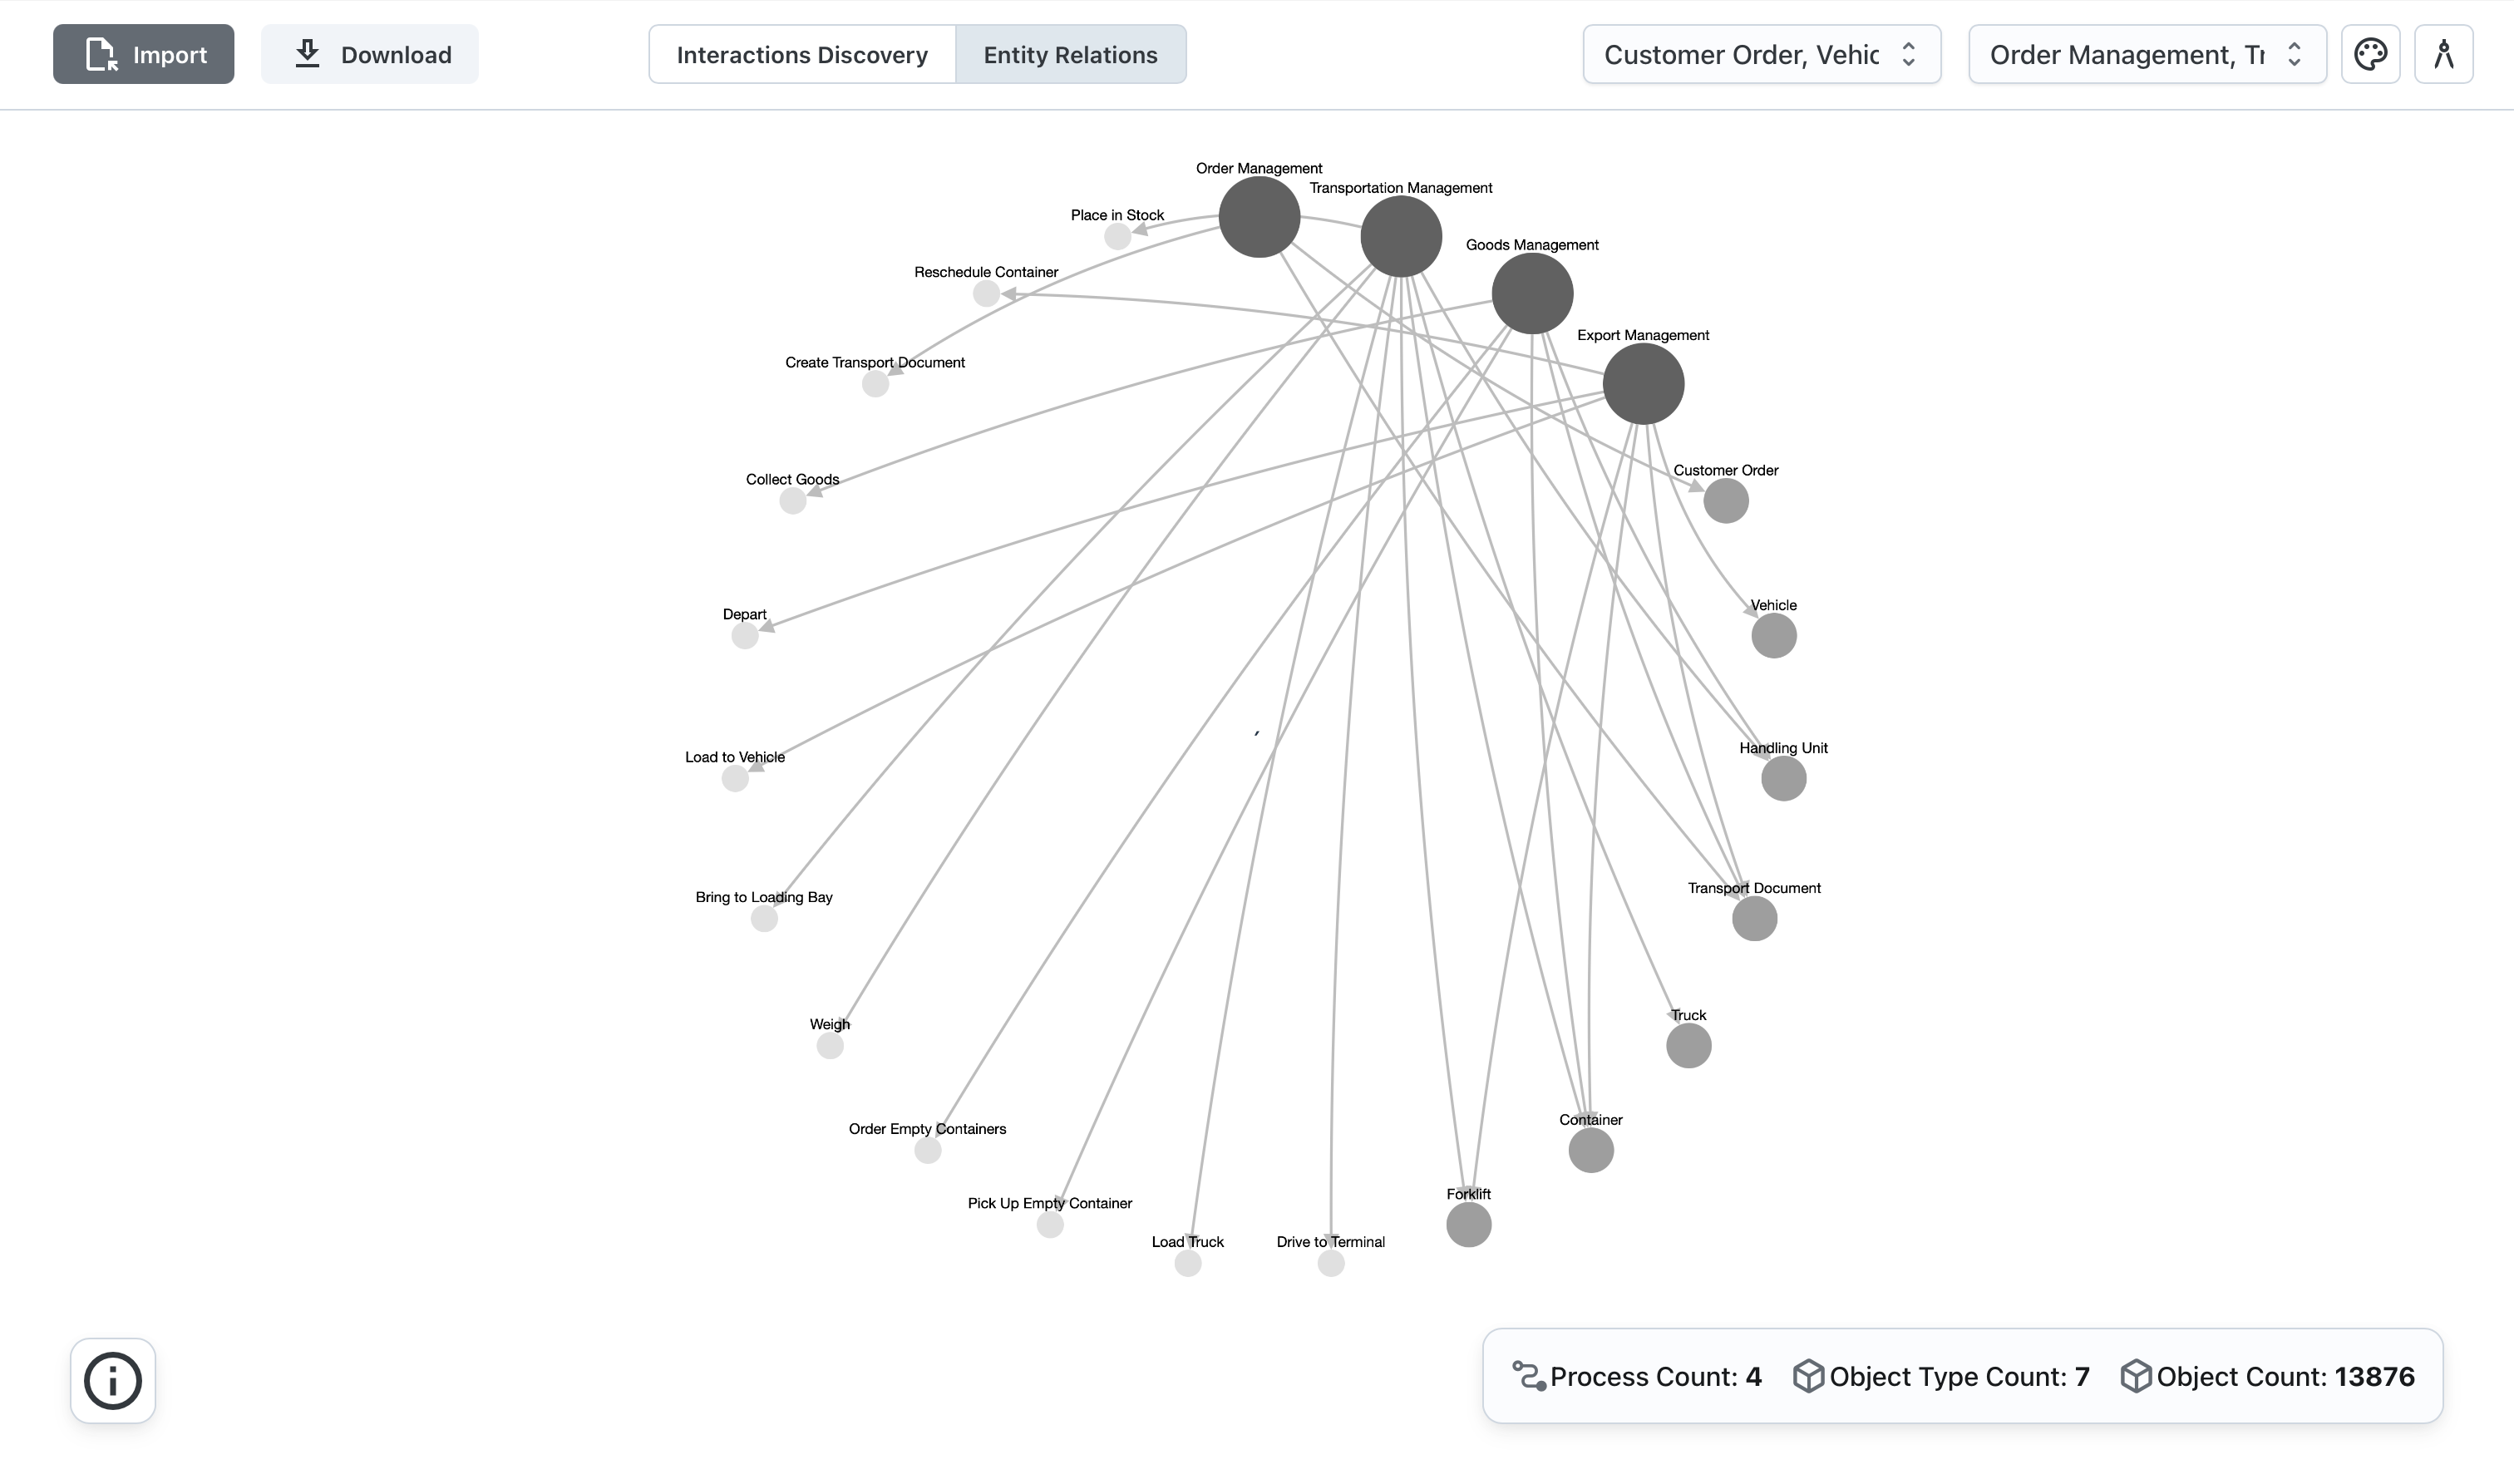 Import
Download
Interactions Discovery
Entity Relations
Customer Order, Vehic
Order Management, Tr
Order Management
Transportation Management
Place in Stock
Goods Management
Reschedule Container
Export Management
Create Transport Document
Customer Order
Collect Goods
Vehicle
Depart
Handling Unit
Load to Vehicle
Transport Document
Bring to Loading Bay
Truck
Weigh
Container
Order Empty Containers
Forklift
Pick Up Empty Container
Load Truck
Drive to Terminal
Process Count: 4
Object Type Count: 7
Object Count: 13876